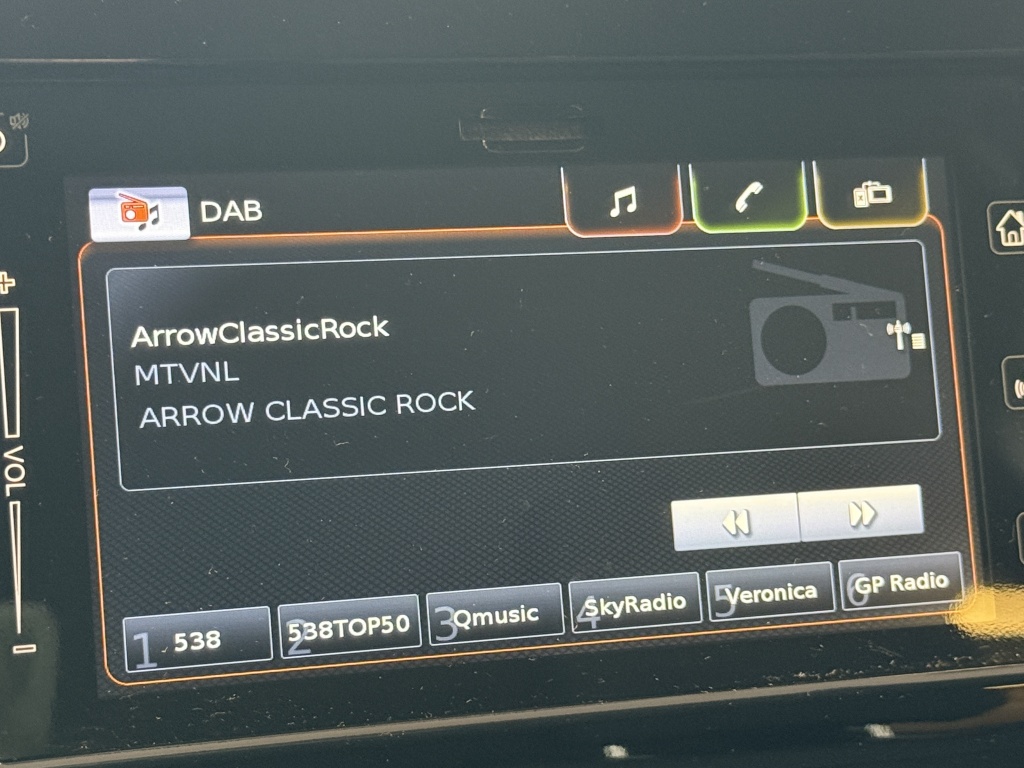 DAB
ArrowClassicRock
MTVNL
ARROW CLASSIC ROCK
VOL
1 538
2 538TOP50
3 Qmusic
4 SkyRadio
5 Veronica
6 GP Radio